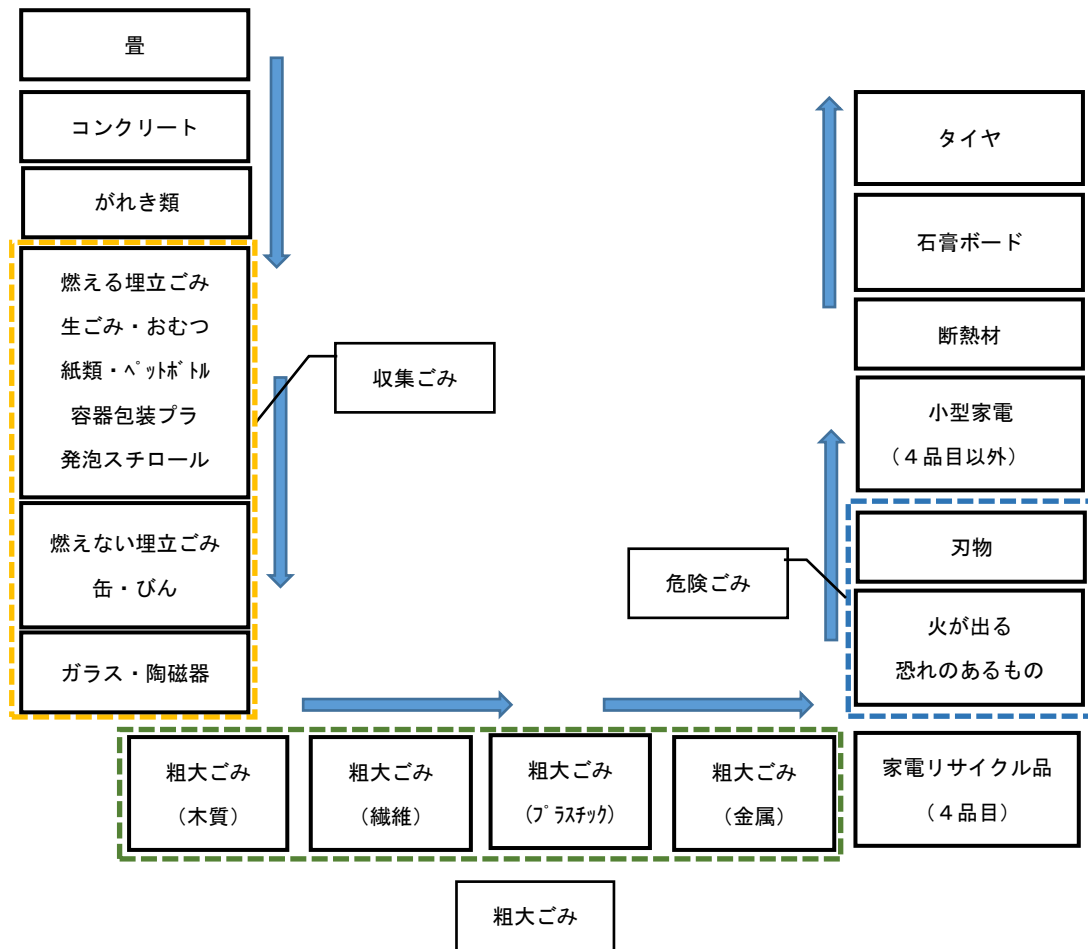 畳
コンクリート
がれき類
燃える埋立ごみ
生ごみ・おむつ
紙類・ﾍﾟｯﾄﾎﾞﾄﾙ
容器包装プラ
発泡スチロール
燃えない埋立ごみ
缶・びん
ガラス・陶磁器
収集ごみ
粗大ごみ
（木質）
粗大ごみ
（繊維）
粗大ごみ
（ﾌﾟﾗｽﾁｯｸ）
粗大ごみ
（金属）
粗大ごみ
家電リサイクル品
（４品目）
危険ごみ
火が出る
恐れのあるもの
刃物
小型家電
（４品目以外）
断熱材
石膏ボード
タイヤ